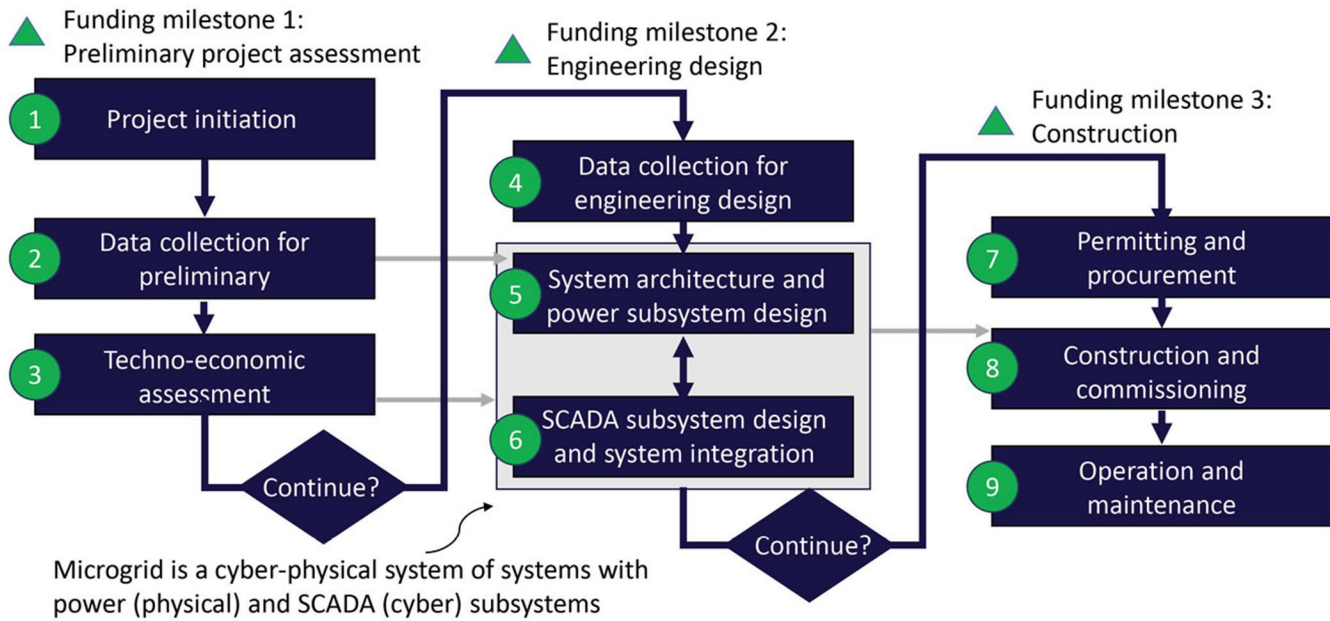 Funding milestone 1:
Preliminary project assessment
1
Project initiation
2
Data collection for
preliminary
3
Techno-economic
assessment
Continue?
Funding milestone 2:
Engineering design
4
Data collection for
engineering design
5
System architecture and
power subsystem design
6
SCADA subsystem design
and system integration
Continue?
Funding milestone 3:
Construction
7
Permitting and
procurement
8
Construction and
commissioning
9
Operation and
maintenance
Microgrid is a cyber-physical system of systems with
power (physical) and SCADA (cyber) subsystems